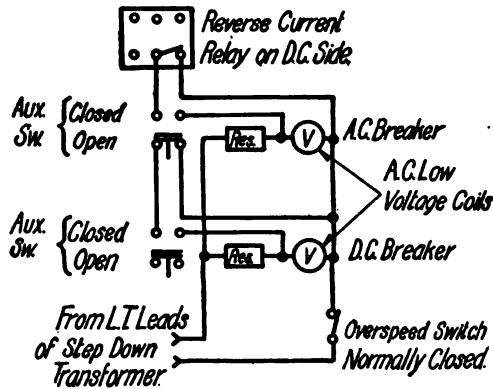 Reverse Current
Relay on D.C. Side.
Aux. Sw.
Closed
Open
Res.
V
A.C. Breaker
A.C. Low
Voltage Coils
Aux. Sw.
Closed
Open
Res.
V
D.C. Breaker
From L.T. Leads
of Step Down
Transformer.
Overspeed Switch
Normally Closed.